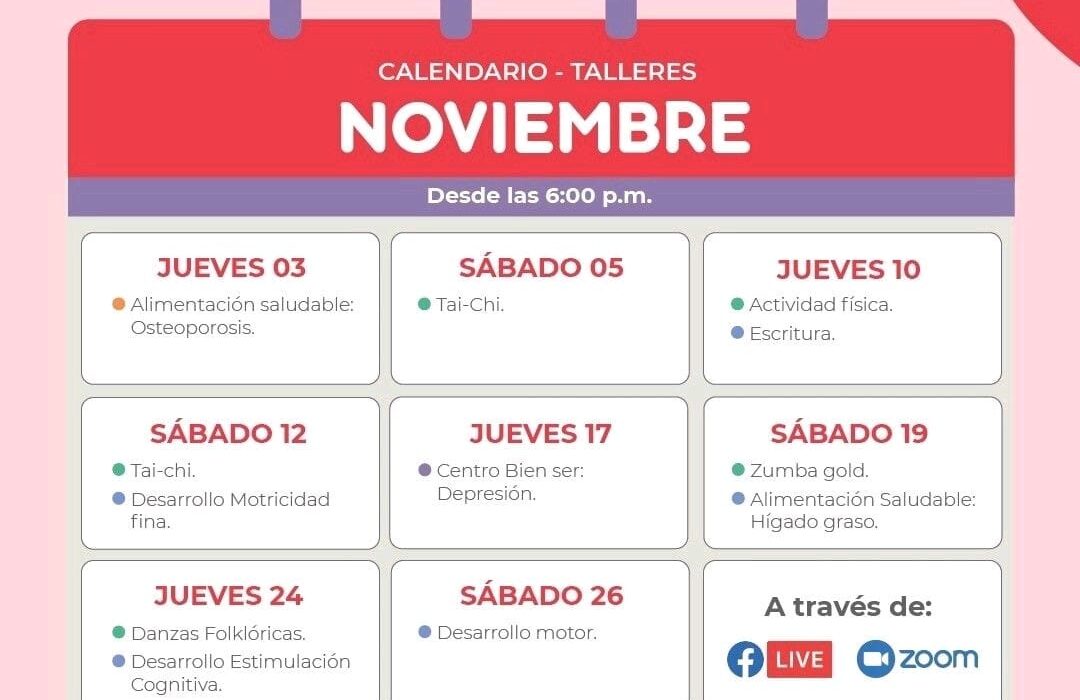 CALENDARIO - TALLERES
NOVIEMBRE
Desde las 6:00 p.m.
JUEVES 03
Alimentación saludable:
Osteoporosis.
SÁBADO 05
Tai-Chi.
JUEVES 10
Actividad física.
Escritura.
SÁBADO 12
Tai-chi.
Desarrollo Motricidad
fina.
JUEVES 17
Centro Bien ser:
Depresión.
SÁBADO 19
Zumba gold.
Alimentación Saludable:
Hígado graso.
JUEVES 24
Danzas Folklóricas.
Desarrollo Estimulación
Cognitiva.
SÁBADO 26
Desarrollo motor.
A través de:
f LIVE zoom